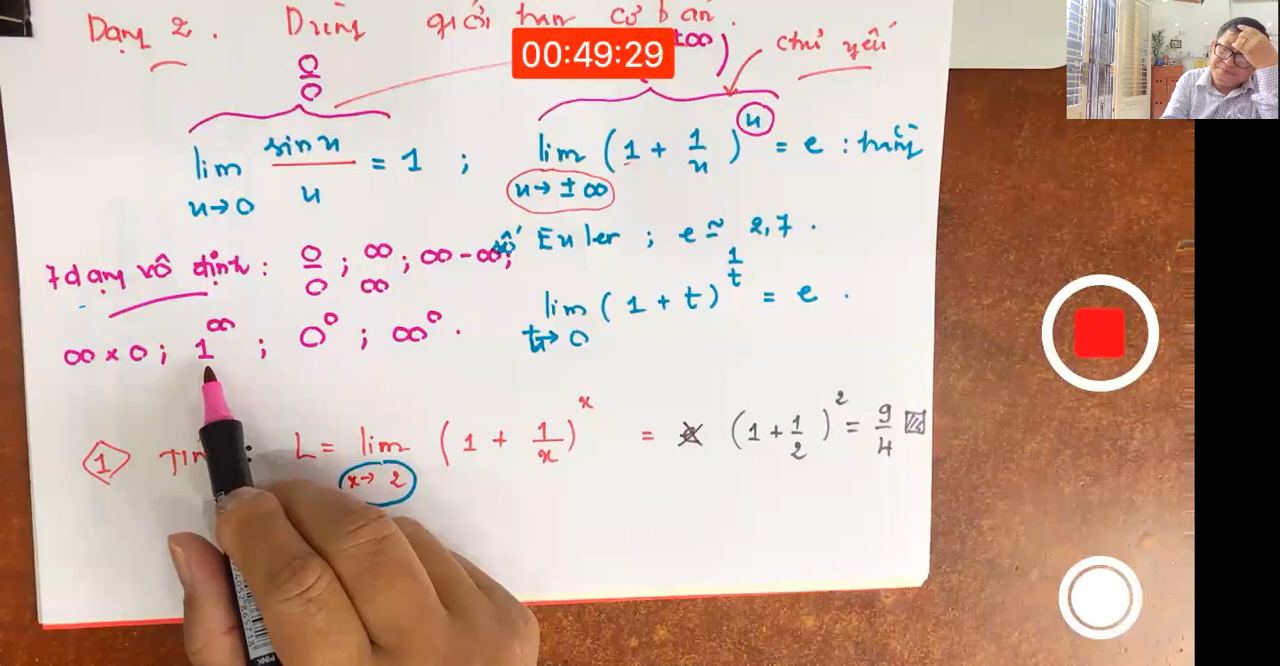 Dạng 2. Dùng giới hạn cơ bản.
00:49:29
±∞) chủ yếu
0/0
lim u→0 sin u / u = 1 ; lim u→±∞ (1 + 1/u)^u = e :
số Euler ; e ≃ 2,7 .
7 dạng vô định : 0/0 ; ∞/∞ ; ∞ - ∞ ;
lim t→0 (1 + t)^(1/t) = e .
∞ × 0 ; 1^∞ ; 0^0 ; ∞^0 .
1 L = lim x→2 (1 + 1/x)^x = (1 + 1/2)^2 = 9/4
PINK